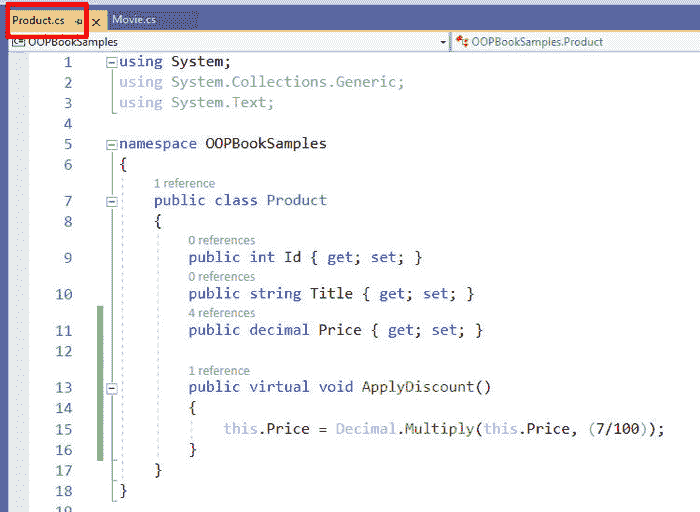 Product.cs Movie.cs
OOPBookSamples OOPBookSamples.Product
1 using System;
2 using System.Collections.Generic;
3 using System.Text;
4
5 namespace OOPBookSamples
6 {
1 reference
7 public class Product
8 {
0 references
9 public int Id { get; set; }
0 references
10 public string Title { get; set; }
4 references
11 public decimal Price { get; set; }
12
1 reference
13 public virtual void ApplyDiscount()
14 {
15 this.Price = Decimal.Multiply(this.Price, (7/100));
16 }
17 }
18 }
19